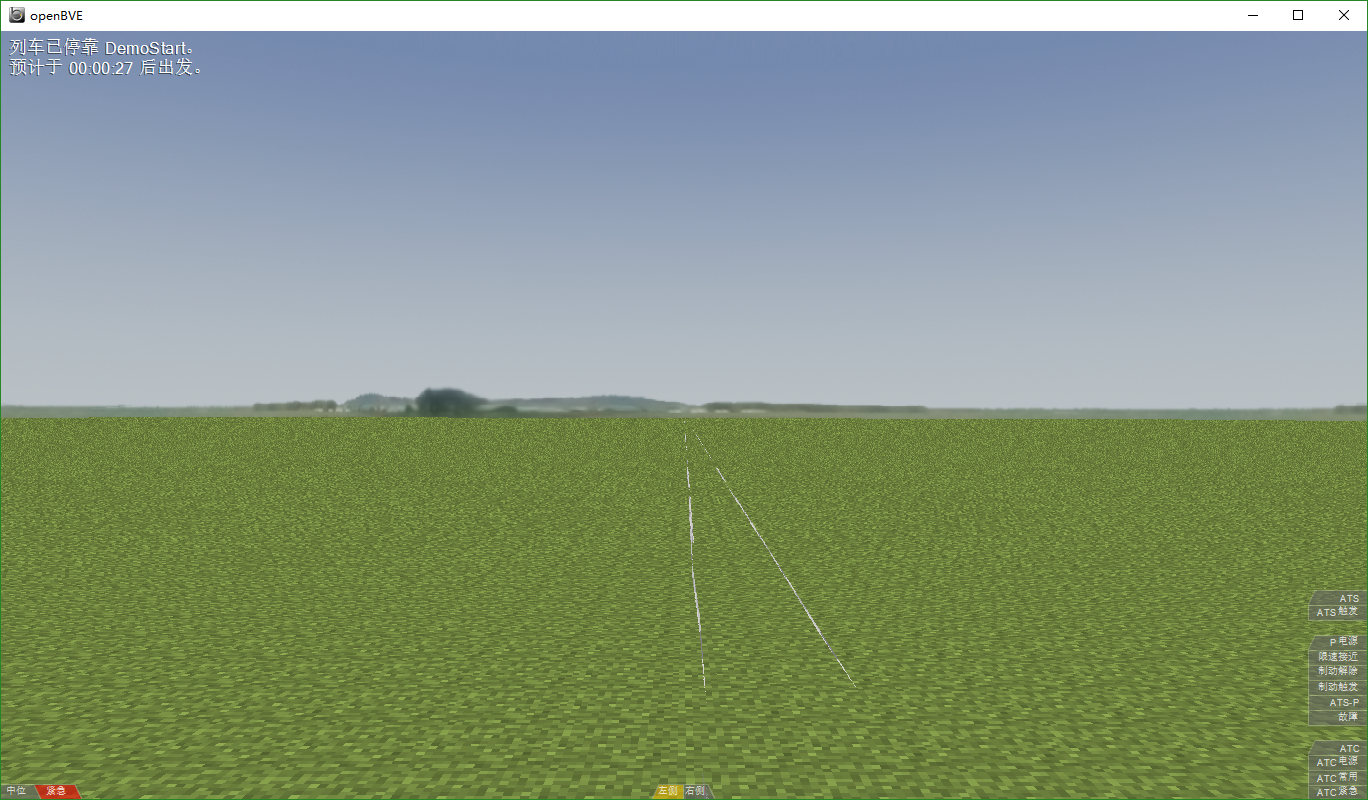 openBVE
列车已停靠 DemoStart。
预计于 00:00:27 后出发。
ATS
ATS 触发
P 电源
限速接近
制动解除
制动触发
ATS-P
故障
ATC
ATC 电源
ATC 常用
ATC 紧急
中位 紧急 左侧 右侧